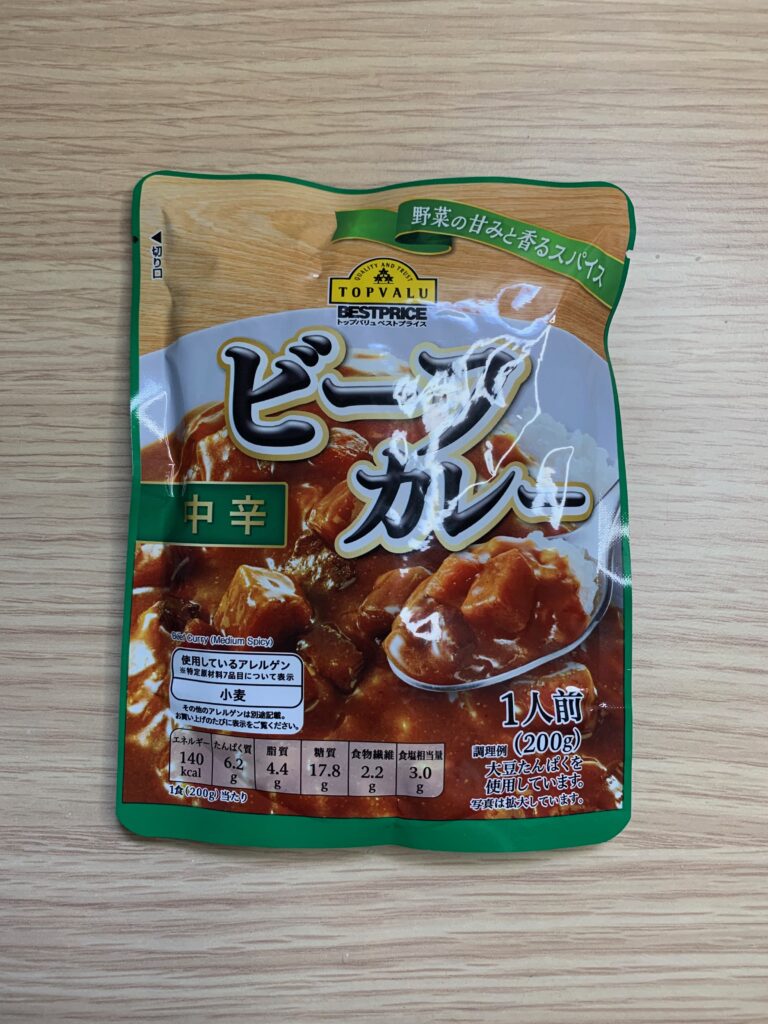 野菜の甘みと香るスパイス
◀切り口
QUALITY AND TRUST
TOPVALU
BESTPRICE
トップバリュ ベストプライス
ビーフ
カレー
中辛
Beef Curry (Medium Spicy)
使用しているアレルゲン
※特定原材料7品目について表示
小麦
その他のアレルゲンは別途記載。
お買い上げのたびに表示をご覧ください。
エネルギー 140 kcal
たんぱく質 6.2 g
脂質 4.4 g
糖質 17.8 g
食物繊維 2.2 g
食塩相当量 3.0 g
1食(200g)当たり
1人前
調理例 (200g)
大豆たんぱくを
使用しています。
写真は拡大しています。